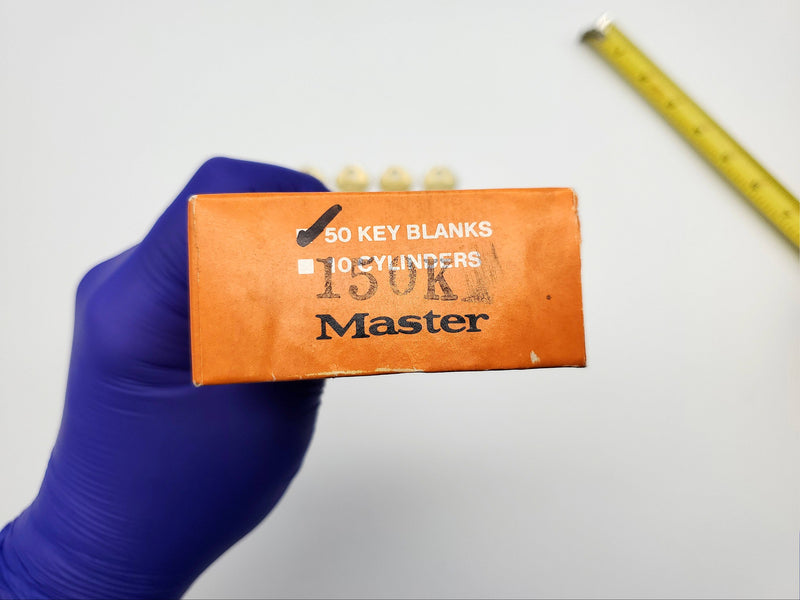 50 KEY BLANKS
10 CYLINDERS
150K
Master